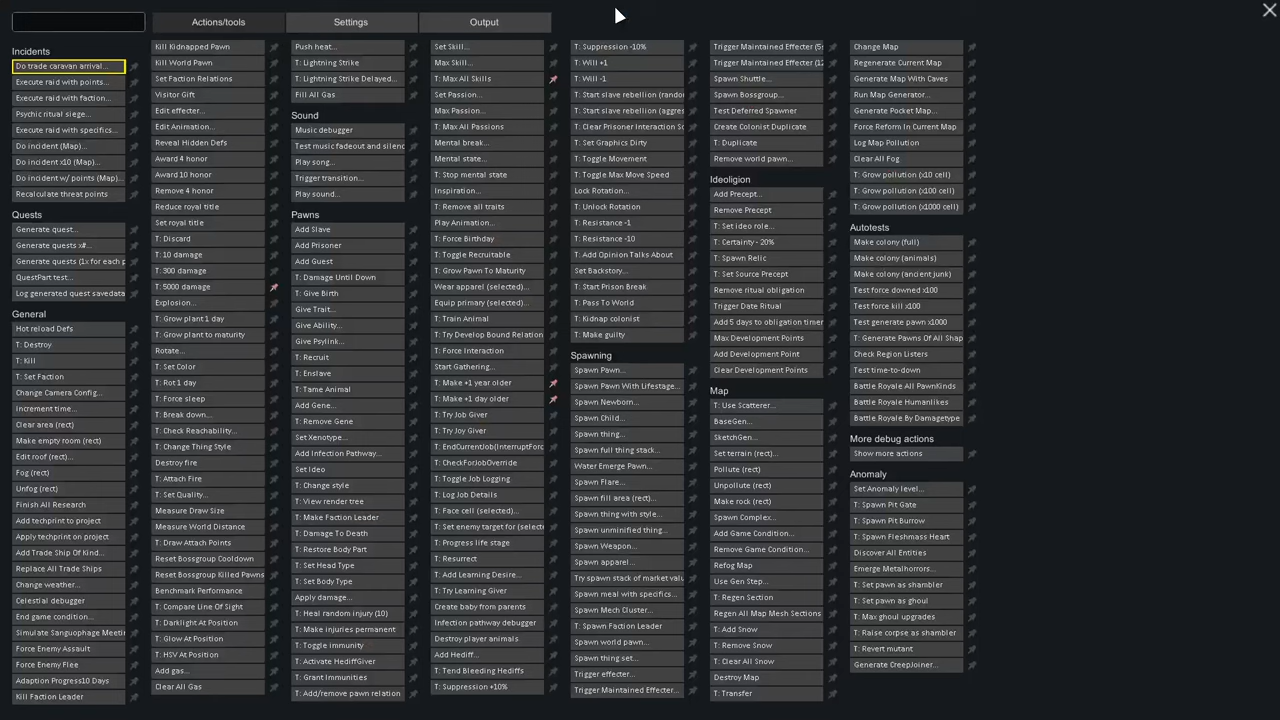 Actions/tools
Settings
Output
Incidents
Do trade caravan arrival...
Execute raid with points...
Execute raid with faction...
Psychic ritual siege...
Execute raid with specifics...
Do incident (Map)...
Do incident x10 (Map)...
Do incident w/ points (Map)...
Recalculate threat points
Quests
Generate quest...
Generate quests x#...
Generate quests (1x for each p
QuestPart test...
Log generated quest savedata
General
Hot reload Defs
T: Destroy
T: Kill
T: Set Faction
Change Camera Config...
Increment time...
Clear area (rect)
Make empty room (rect)
Edit roof (rect)...
Fog (rect)
Unfog (rect)
Finish All Research
Add techprint to project
Apply techprint on project
Add Trade Ship Of Kind...
Replace All Trade Ships
Change weather...
Celestial debugger
End game condition...
Simulate Sanguophage Meetin
Force Enemy Assault
Force Enemy Flee
Adaption Progress10 Days
Kill Faction Leader
Kill Kidnapped Pawn
Kill World Pawn
Set Faction Relations
Visitor Gift
Edit effecter...
Edit Animation...
Reveal Hidden Defs
Award 4 honor
Award 10 honor
Remove 4 honor
Reduce royal title
Set royal title
T: Discard
T: 10 damage
T: 300 damage
T: 5000 damage
Explosion...
T: Grow plant 1 day
T: Grow plant to maturity
Rotate...
T: Set Color
T: Rot 1 day
T: Force sleep
T: Break down...
T: Check Reachability...
T: Change Thing Style
Destroy fire
T: Attach Fire
T: Set Quality...
Measure Draw Size
Measure World Distance
T: Draw Attach Points
Reset Bossgroup Cooldown
Reset Bossgroup Killed Pawns
Benchmark Performance
T: Compare Line Of Sight
T: Darklight At Position
T: Glow At Position
T: HSV At Position
Add gas...
Clear All Gas
Push heat...
T: Lightning Strike
T: Lightning Strike Delayed...
Fill All Gas
Sound
Music debugger
Test music fadeout and silenc
Play song...
Trigger transition...
Play sound...
Pawns
Add Slave
Add Prisoner
Add Guest
T: Damage Until Down
T: Give Birth
Give Trait...
Give Ability...
Give Psylink...
T: Recruit
T: Enslave
T: Tame Animal
Add Gene...
T: Remove Gene
Set Xenotype...
Add Infection Pathway...
Set Ideo
T: Change style
T: View render tree
T: Make Faction Leader
T: Damage To Death
T: Restore Body Part
T: Set Head Type
T: Set Body Type
Apply damage...
T: Heal random injury (10)
T: Make injuries permanent
T: Toggle Immunity
T: Activate HediffGiver
T: Grant Immunities
T: Add/remove pawn relation
Set Skill...
Max Skill...
T: Max All Skills
Set Passion...
Max Passion...
T: Max All Passions
Mental break...
Mental state...
T: Stop mental state
Inspiration...
T: Remove all traits
Play Animation...
T: Force Birthday
T: Toggle Recruitable
T: Grow Pawn To Maturity
Wear apparel (selected)...
Equip primary (selected)...
T: Train Animal
T: Try Develop Bound Relation
T: Force Interaction
Start Gathering...
T: Make +1 year older
T: Make +1 day older
T: Try Job Giver
T: Try Joy Giver
T: EndCurrentJob(InterruptForc
T: CheckForJobOverride
T: Toggle Job Logging
T: Log Job Details
T: Face cell (selected)...
T: Set enemy target for (selecte
T: Progress life stage
T: Resurrect
T: Add Learning Desire...
T: Try Learning Giver
Create baby from parents
Infection pathway debugger
Destroy player animals
Add Hediff...
T: Tend Bleeding Hediffs
T: Suppression +10%
T: Suppression -10%
T: Will +1
T: Will -1
T: Start slave rebellion (randor
T: Start slave rebellion (aggres
T: Clear Prisoner Interaction Sc
T: Set Graphics Dirty
T: Toggle Movement
T: Toggle Max Move Speed
Lock Rotation...
T: Unlock Rotation
T: Resistance -1
T: Resistance -10
T: Add Opinion Talks About
Set Backstory...
T: Start Prison Break
T: Pass To World
T: Kidnap colonist
T: Make guilty
Spawning
Spawn Pawn...
Spawn Pawn With Lifestage...
Spawn Newborn...
Spawn Child...
Spawn thing...
Spawn full thing stack...
Water Emerge Pawn...
Spawn Flare...
Spawn fill area (rect)...
Spawn thing with style...
Spawn unminified thing...
Spawn Weapon...
Spawn apparel...
Try spawn stack of market valu
Spawn meal with specifics...
Spawn Mech Cluster...
T: Spawn Faction Leader
Spawn world pawn...
Spawn thing set...
Trigger effecter...
Trigger Maintained Effecter...
Trigger Maintained Effecter (5s
Trigger Maintained Effecter (12
Spawn Shuttle...
Spawn Bossgroup...
Test Deferred Spawner
Create Colonist Duplicate
T: Duplicate
Remove world pawn...
Ideoligion
Add Precept...
Remove Precept
T: Set ideo role...
T: Certainty - 20%
T: Spawn Relic
T: Set Source Precept
Remove ritual obligation
Trigger Date Ritual
Add 5 days to obligation timer
Max Development Points
Add Development Point
Clear Development Points
Map
T: Use Scatterer...
BaseGen...
SketchGen...
Set terrain (rect)...
Pollute (rect)
Unpollute (rect)
Make rock (rect)
Spawn Complex...
Add Game Condition...
Remove Game Condition...
Refog Map
Use Gen Step...
T: Regen Section
Regen All Map Mesh Sections
T: Add Snow
T: Remove Snow
T: Clear All Snow
Destroy Map
T: Transfer
Change Map
Regenerate Current Map
Generate Map With Caves
Run Map Generator...
Generate Pocket Map...
Force Reform In Current Map
Log Map Pollution
Clear All Fog
T: Grow pollution (x10 cell)
T: Grow pollution (x100 cell)
T: Grow pollution (x1000 cell)
Autotests
Make colony (full)
Make colony (animals)
Make colony (ancient junk)
Test force downed x100
Test force kill x100
Test generate pawn x1000
T: Generate Pawns Of All Shap
Check Region Listers
Test time-to-down
Battle Royale All PawnKinds
Battle Royale Humanlikes
Battle Royale By Damagetype
More debug actions
Show more actions
Anomaly
Set Anomaly level...
T: Spawn Pit Gate
T: Spawn Pit Burrow
T: Spawn Fleshmass Heart
Discover All Entities
Emerge Metalhorrors...
T: Set pawn as shambler
T: Set pawn as ghoul
T: Max ghoul upgrades
T: Raise corpse as shambler
T: Revert mutant
Generate CreepJoiner...